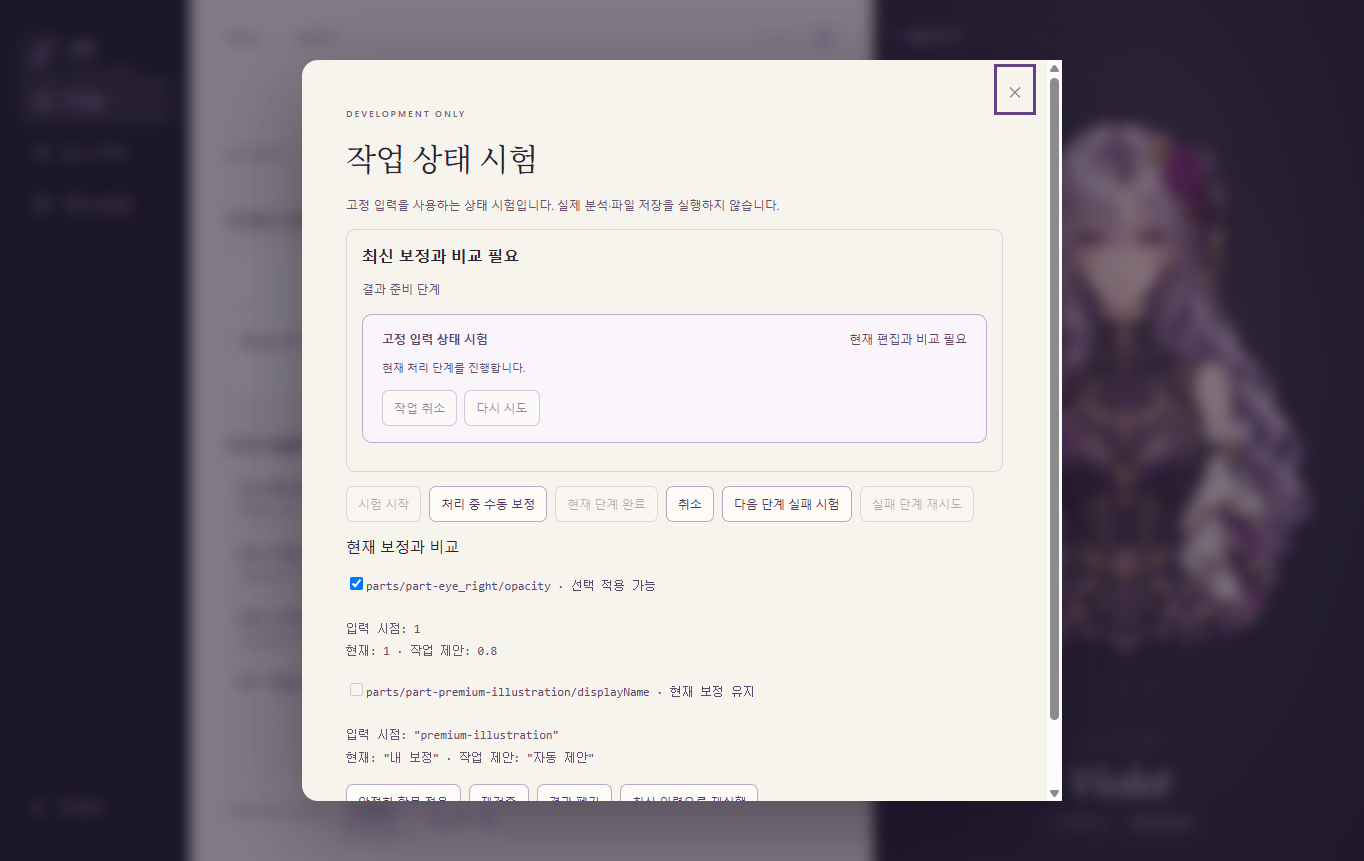 DEVELOPMENT ONLY
작업 상태 시험
고정 입력을 사용하는 상태 시험입니다. 실제 분석·파일 저장을 실행하지 않습니다.
최신 보정과 비교 필요
결과 준비 단계
고정 입력 상태 시험 현재 편집과 비교 필요
현재 처리 단계를 진행합니다.
작업 취소 다시 시도
시험 시작 처리 중 수동 보정 현재 단계 완료 취소 다음 단계 실패 시험 실패 단계 재시도
현재 보정과 비교
parts/part-eye_right/opacity · 선택 적용 가능
입력 시점: 1
현재: 1 · 작업 제안: 0.8
parts/part-premium-illustration/displayName · 현재 보정 유지
입력 시점: "premium-illustration"
현재: "내 보정" · 작업 제안: "자동 제안"
Violet